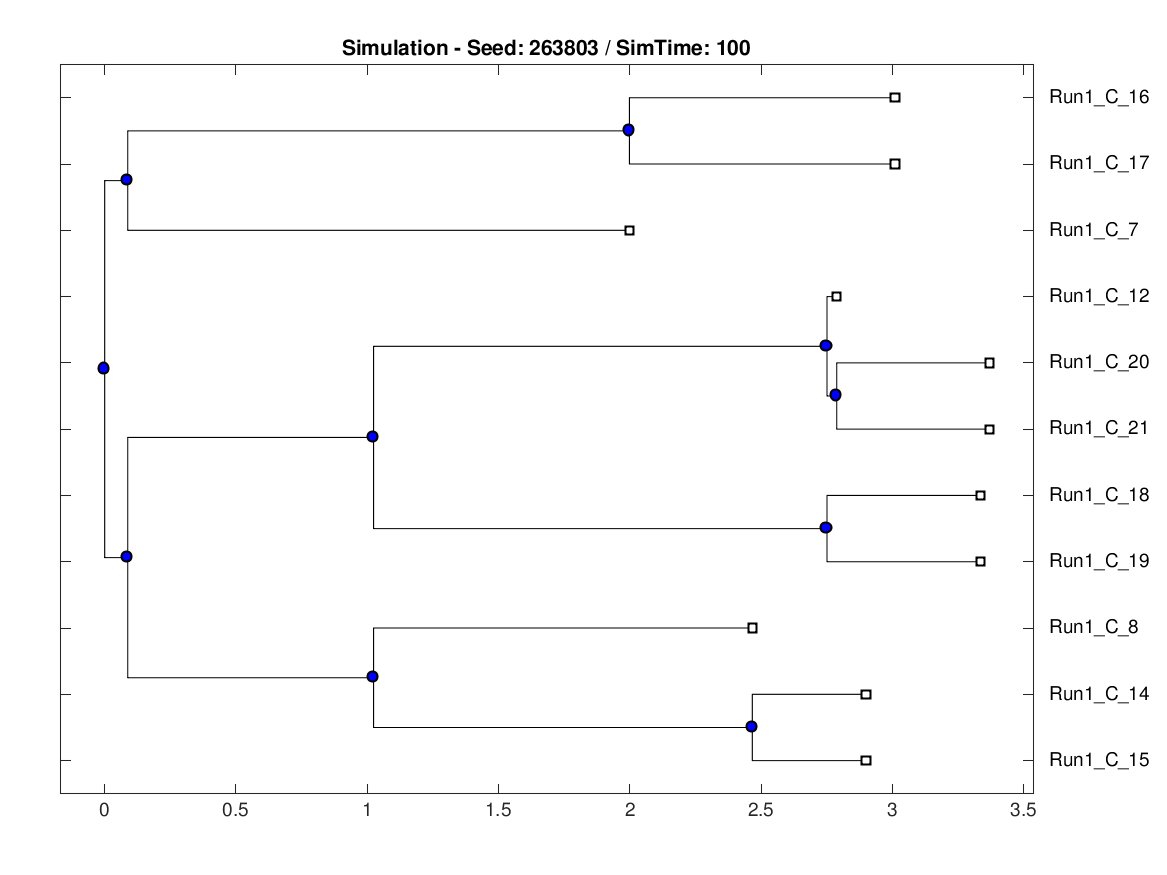 Simulation - Seed: 263803 / SimTime: 100
Run1_C_16
Run1_C_17
Run1_C_7
Run1_C_12
Run1_C_20
Run1_C_21
Run1_C_18
Run1_C_19
Run1_C_8
Run1_C_14
Run1_C_15
0 0.5 1 1.5 2 2.5 3 3.5